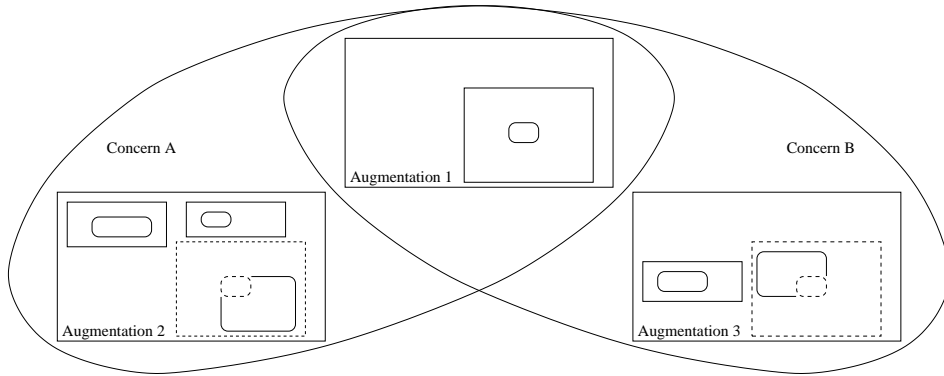 Concern A
Concern B
Augmentation 1
Augmentation 2
Augmentation 3